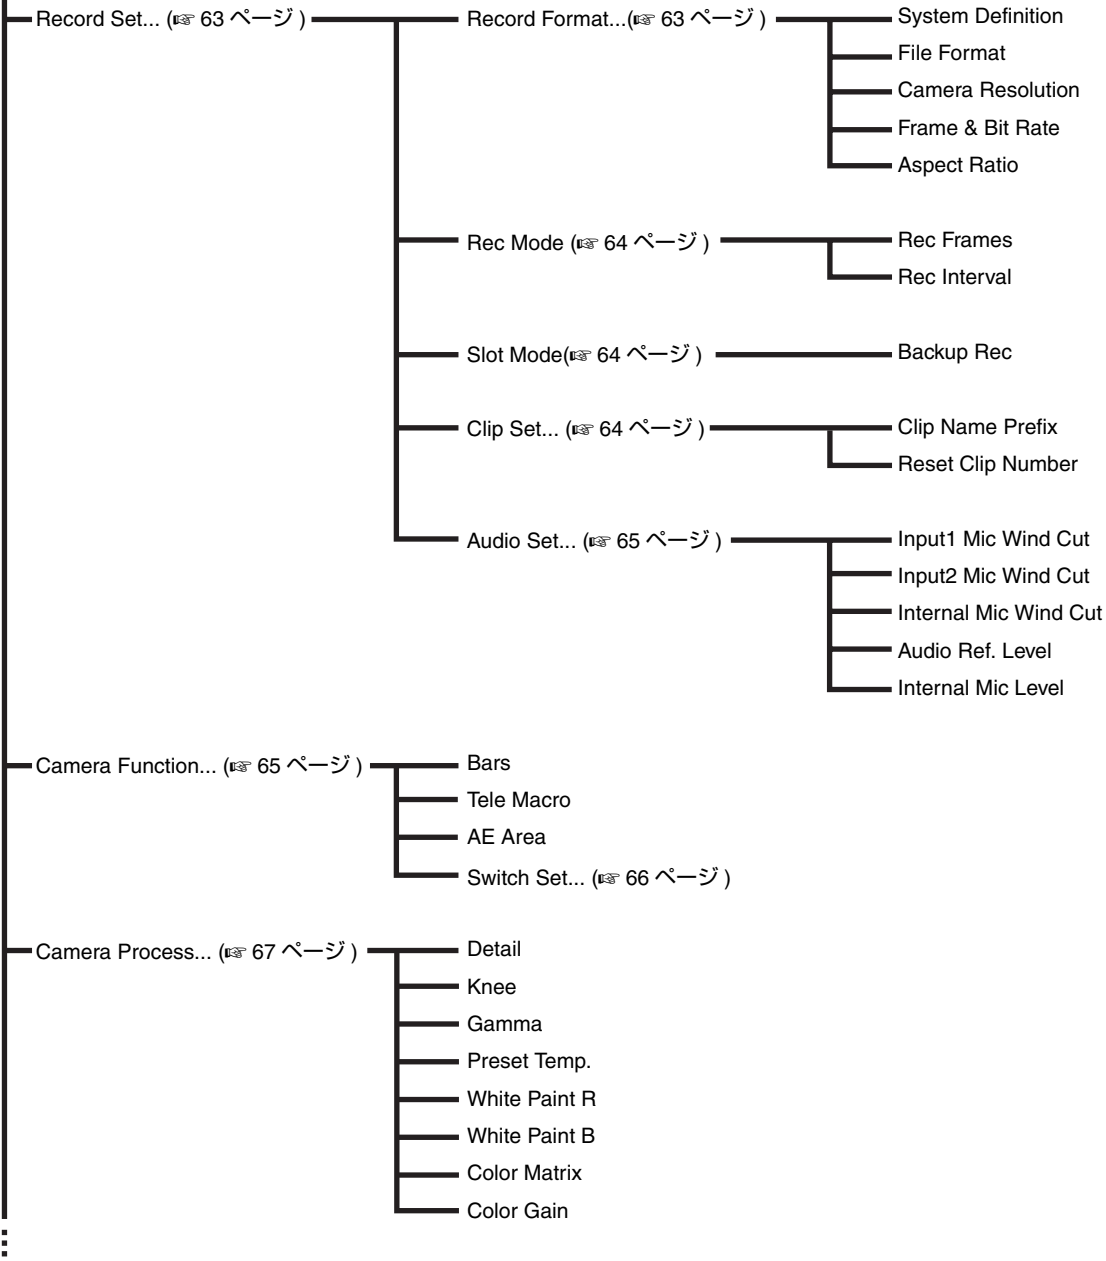 Record Set... (☞ 63 ページ )
Record Format...(☞ 63 ページ )
System Definition
File Format
Camera Resolution
Frame & Bit Rate
Aspect Ratio
Rec Mode (☞ 64 ページ )
Rec Frames
Rec Interval
Slot Mode(☞ 64 ページ )
Backup Rec
Clip Set... (☞ 64 ページ )
Clip Name Prefix
Reset Clip Number
Audio Set... (☞ 65 ページ )
Input1 Mic Wind Cut
Input2 Mic Wind Cut
Internal Mic Wind Cut
Audio Ref. Level
Internal Mic Level
Camera Function... (☞ 65 ページ )
Bars
Tele Macro
AE Area
Switch Set... (☞ 66 ページ )
Camera Process... (☞ 67 ページ )
Detail
Knee
Gamma
Preset Temp.
White Paint R
White Paint B
Color Matrix
Color Gain